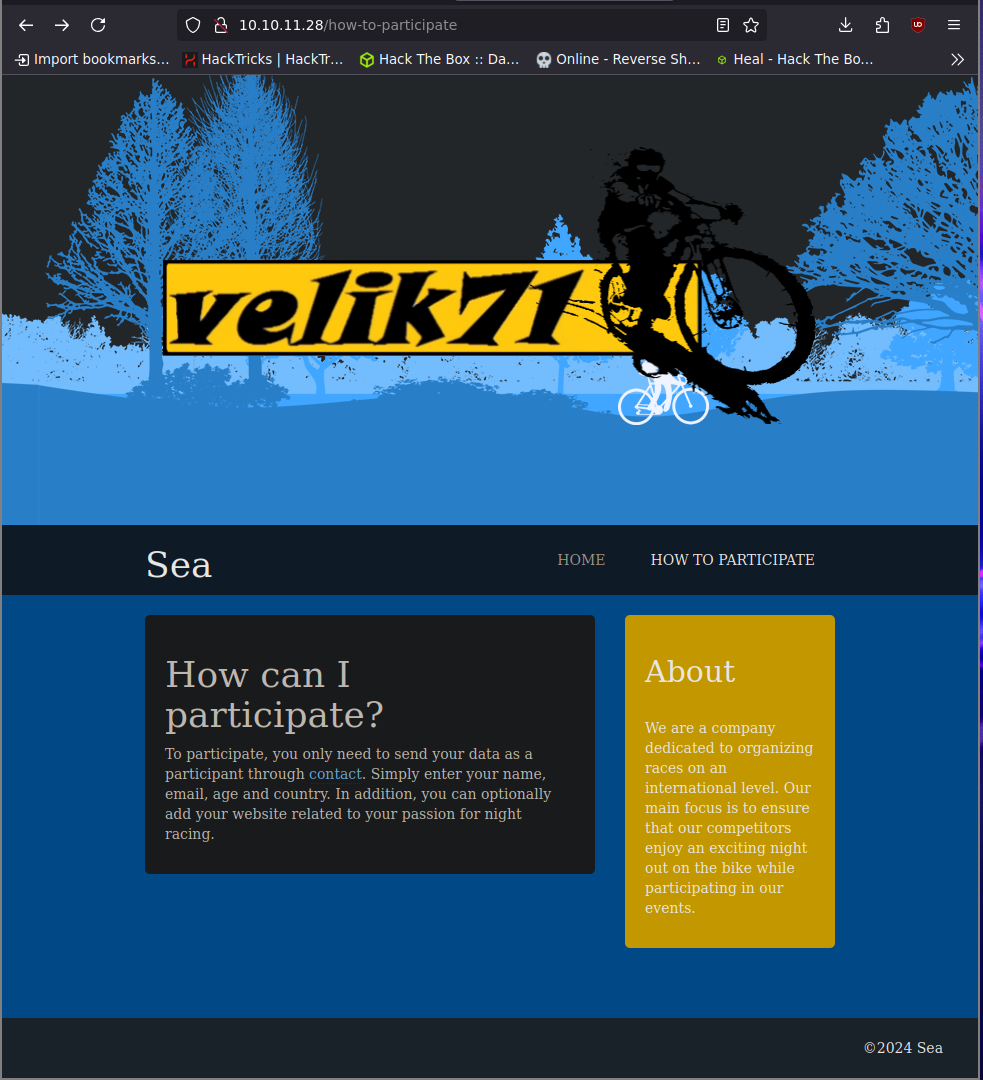 10.10.11.28/how-to-participate
Import bookmarks... HackTricks | HackTr... Hack The Box :: Da... Online - Reverse Sh... Heal - Hack The Bo...
velik71
Sea HOME HOW TO PARTICIPATE
How can I
participate?
To participate, you only need to send your data as a
participant through contact. Simply enter your name,
email, age and country. In addition, you can optionally
add your website related to your passion for night
racing.
About
We are a company
dedicated to organizing
races on an
international level. Our
main focus is to ensure
that our competitors
enjoy an exciting night
out on the bike while
participating in our
events.
©2024 Sea